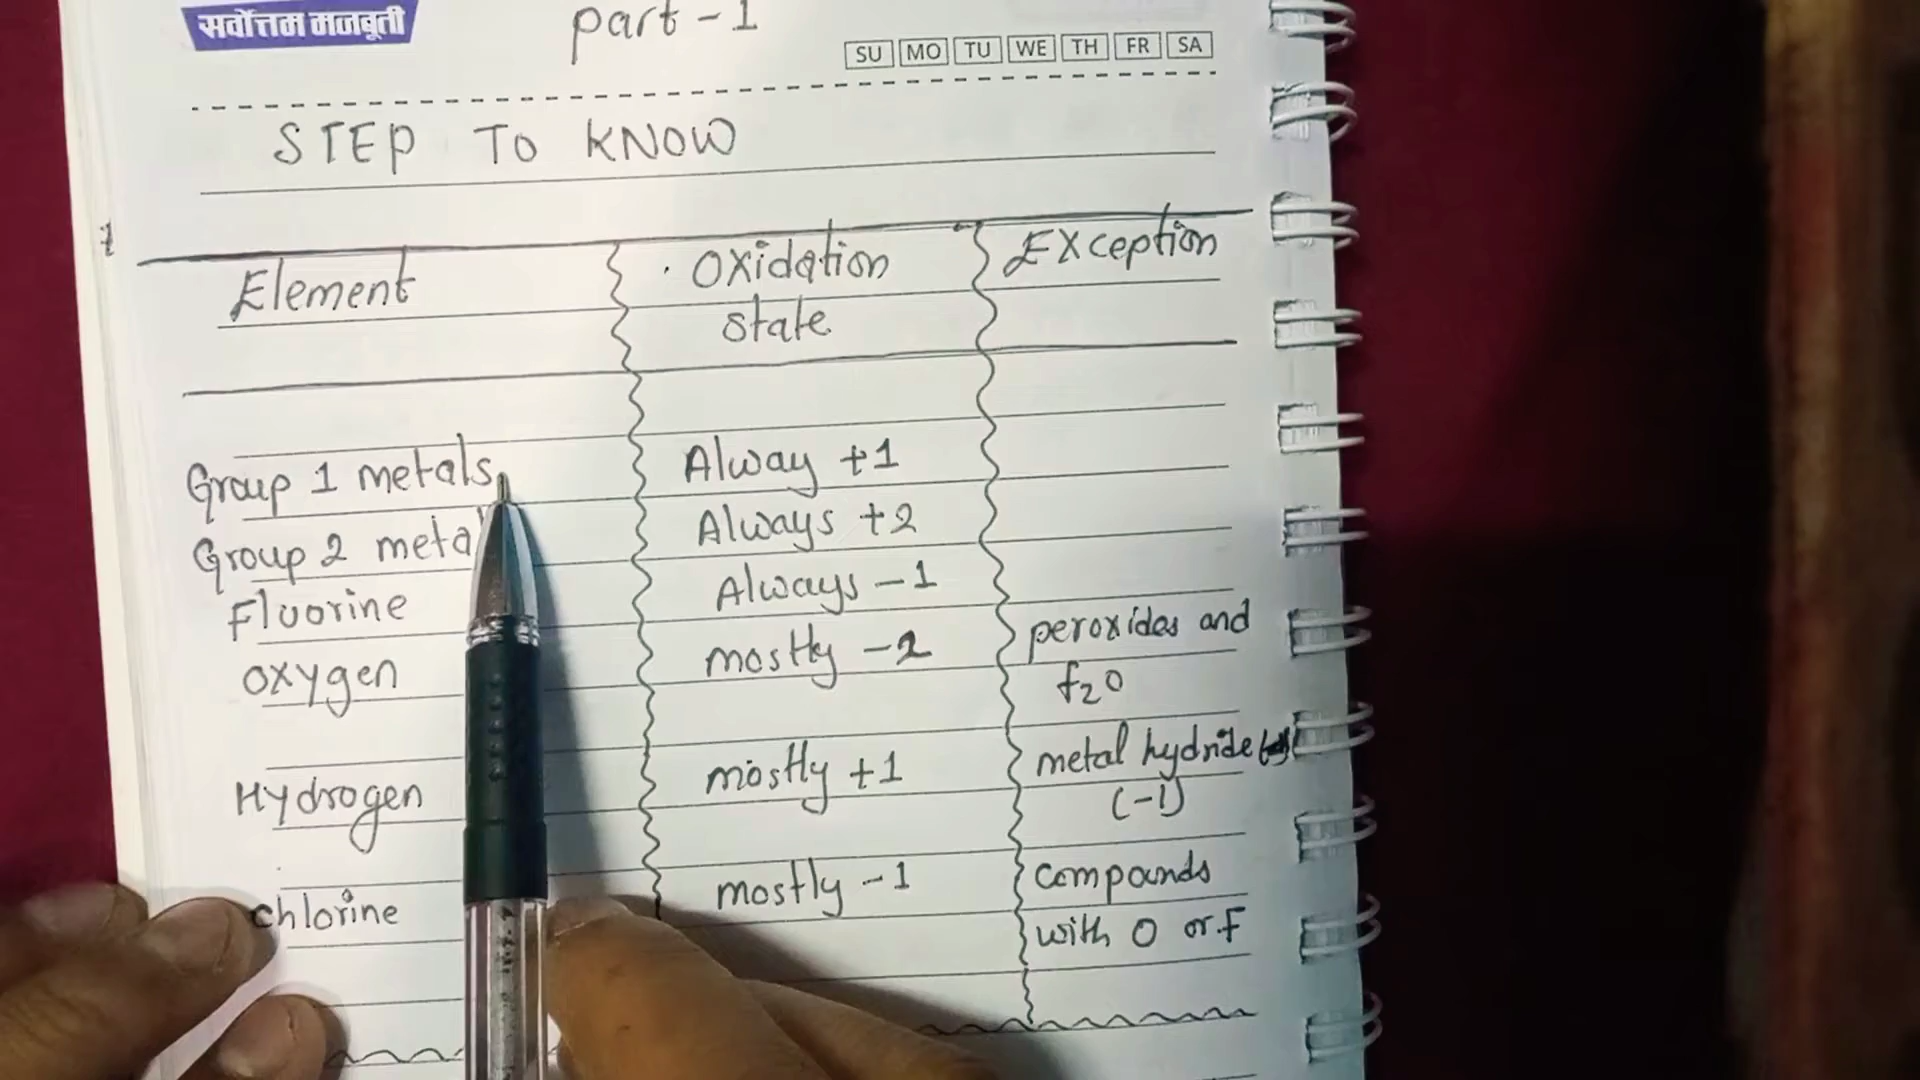 सर्वोत्तम मजबूती
part - 1
SU MO TU WE TH FR SA
STEP TO KNOW
1
Element Oxidation state Exception
Group 1 metals Alway +1
Group 2 metal Always +2
Fluorine Always -1
oxygen mostly -2 peroxides and
f₂o
Hydrogen mostly +1 metal hydride
(-1)
chlorine mostly -1 compounds
with O or F